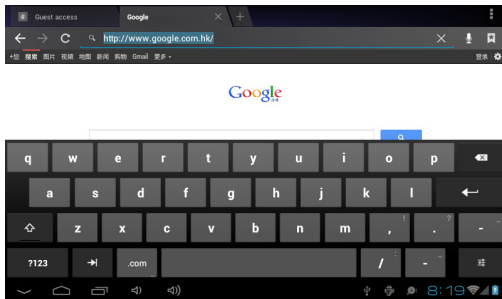 Guest access Google
http://www.google.com.hk/
+您 搜索 图片 视频 地图 新闻 购物 Gmail 更多 登录
Google
q w e r t y u i o p
a s d f g h j k l
z x c v b n m , ! . ? -
?123 .com / : - _
8:19